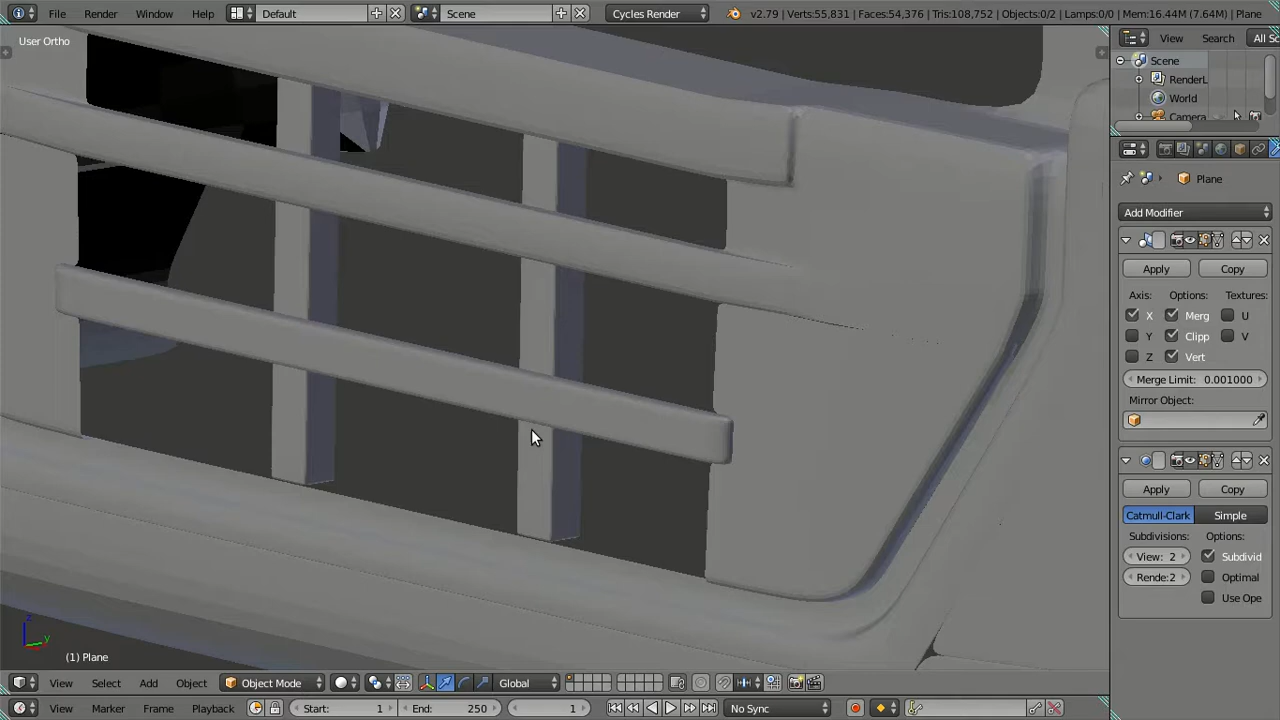 File Render Window Help Default Scene Cycles Render v2.79 | Verts:55,831 | Faces:54,376 | Tris:108,752 | Objects:0/2 | Lamps:0/0 | Mem:16.44M (7.64M) | Plane
User Ortho
View Search All Sc
Scene
RenderL
World
Camera
Plane
Add Modifier
Apply Copy
Axis: Options: Textures:
X Merg U
Y Clipp V
Z Vert
Merge Limit: 0.001000
Mirror Object:
Apply Copy
Catmull-Clark Simple
Subdivisions: Options:
View: 2 Subdivid
Rende:2 Optimal
Use Ope
z
y
(1) Plane
View Select Add Object Object Mode Global
View Marker Frame Playback Start: 1 End: 250 1 No Sync